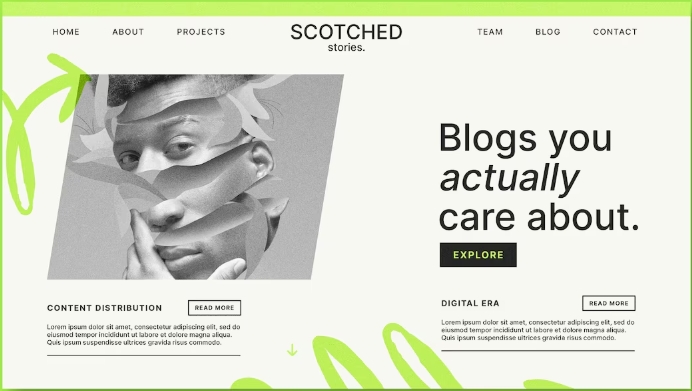 HOME
ABOUT
PROJECTS
SCOTCHED
stories.
TEAM
BLOG
CONTACT
Blogs you
actually
care about.
EXPLORE
CONTENT DISTRIBUTION
READ MORE
Lorem ipsum dolor sit amet, consectetur adipiscing elit, sed do
eiusmod tempor incididunt ut labore et dolore magna aliqua.
Quis ipsum suspendisse ultrices gravida risus commodo.
DIGITAL ERA
READ MORE
Lorem ipsum dolor sit amet, consectetur adipiscing elit, sed do
eiusmod tempor incididunt ut labore et dolore magna aliqua.
Quis ipsum suspendisse ultrices gravida risus commodo.